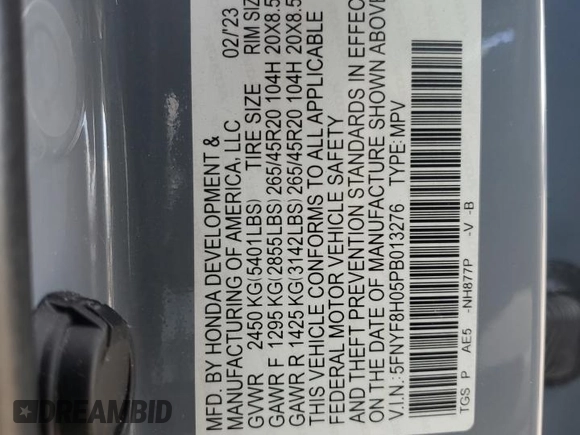 MFD. BY HONDA DEVELOPMENT & 02/'23
MANUFACTURING OF AMERICA, LLC
GVWR 2450 KG(5401LBS) TIRE SIZE RIM SIZ
GAWR F 1295 KG(2855LBS) 265/45R20 104H 20X8.5
GAWR R 1425 KG(3142LBS) 265/45R20 104H 20X8.5
THIS VEHICLE CONFORMS TO ALL APPLICABLE
FEDERAL MOTOR VEHICLE SAFETY
AND THEFT PREVENTION STANDARDS IN EFFEC
ON THE DATE OF MANUFACTURE SHOWN ABOVE
V.I.N.:5FNYF8H05PB013276 TYPE:MPV
TGS P AE5 -NH877P -V -B
DREAMBID